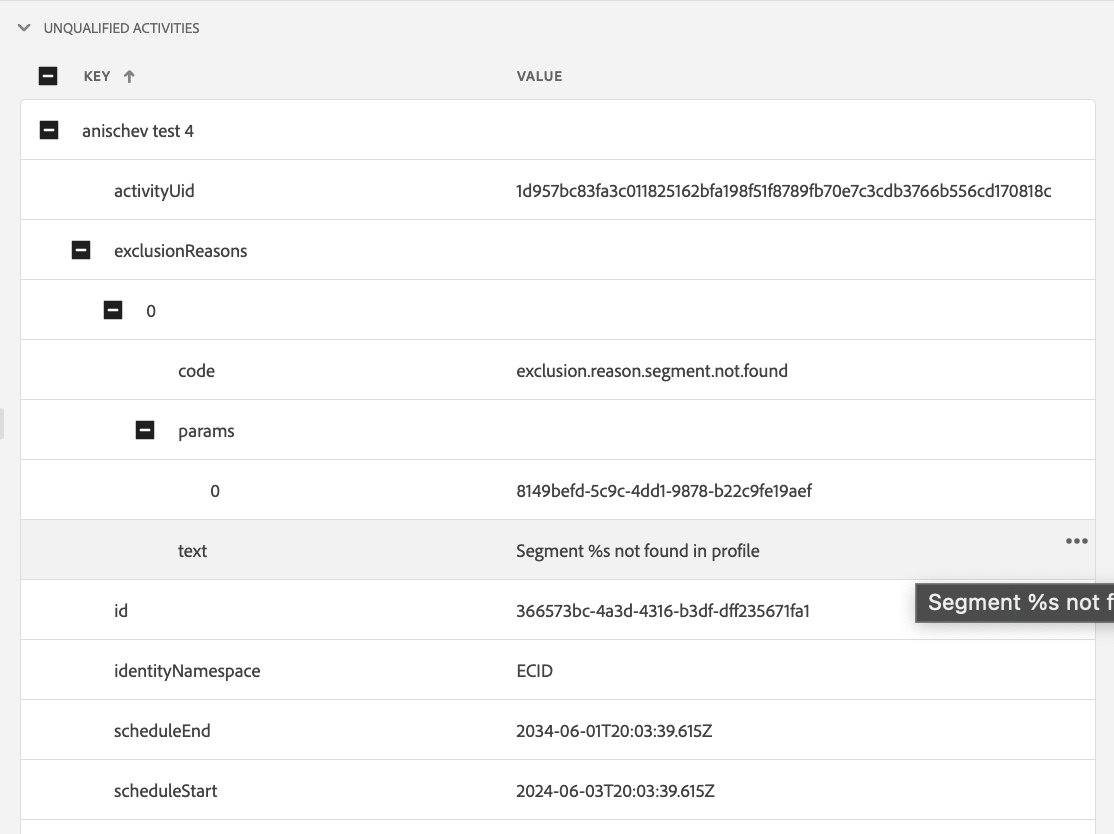 UNQUALIFIED ACTIVITIES
KEY VALUE
anischev test 4
activityUid 1d957bc83fa3c011825162bfa198f51f8789fb70e7c3cdb3766b556cd170818c
exclusionReasons
0
code exclusion.reason.segment.not.found
params
0 8149befd-5c9c-4dd1-9878-b22c9fe19aef
text Segment %s not found in profile
Segment %s not f
id 366573bc-4a3d-4316-b3df-dff235671fa1
identityNamespace ECID
scheduleEnd 2034-06-01T20:03:39.615Z
scheduleStart 2024-06-03T20:03:39.615Z